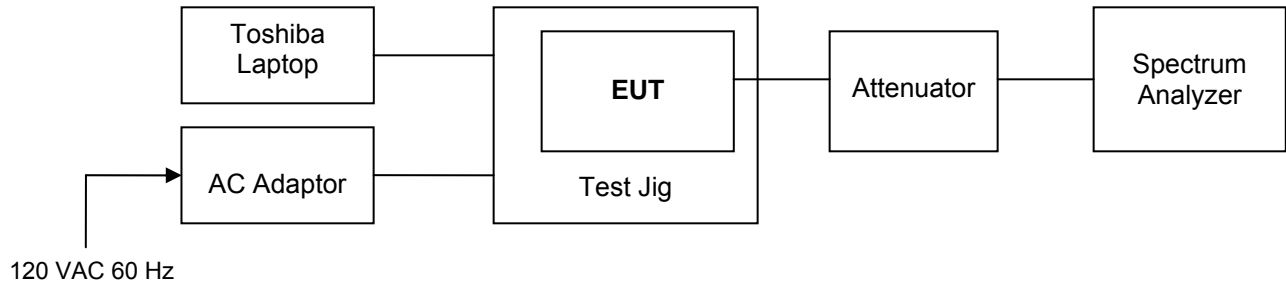 Toshiba
Laptop
EUT
Attenuator
Spectrum
Analyzer
AC Adaptor
Test Jig
120 VAC 60 Hz